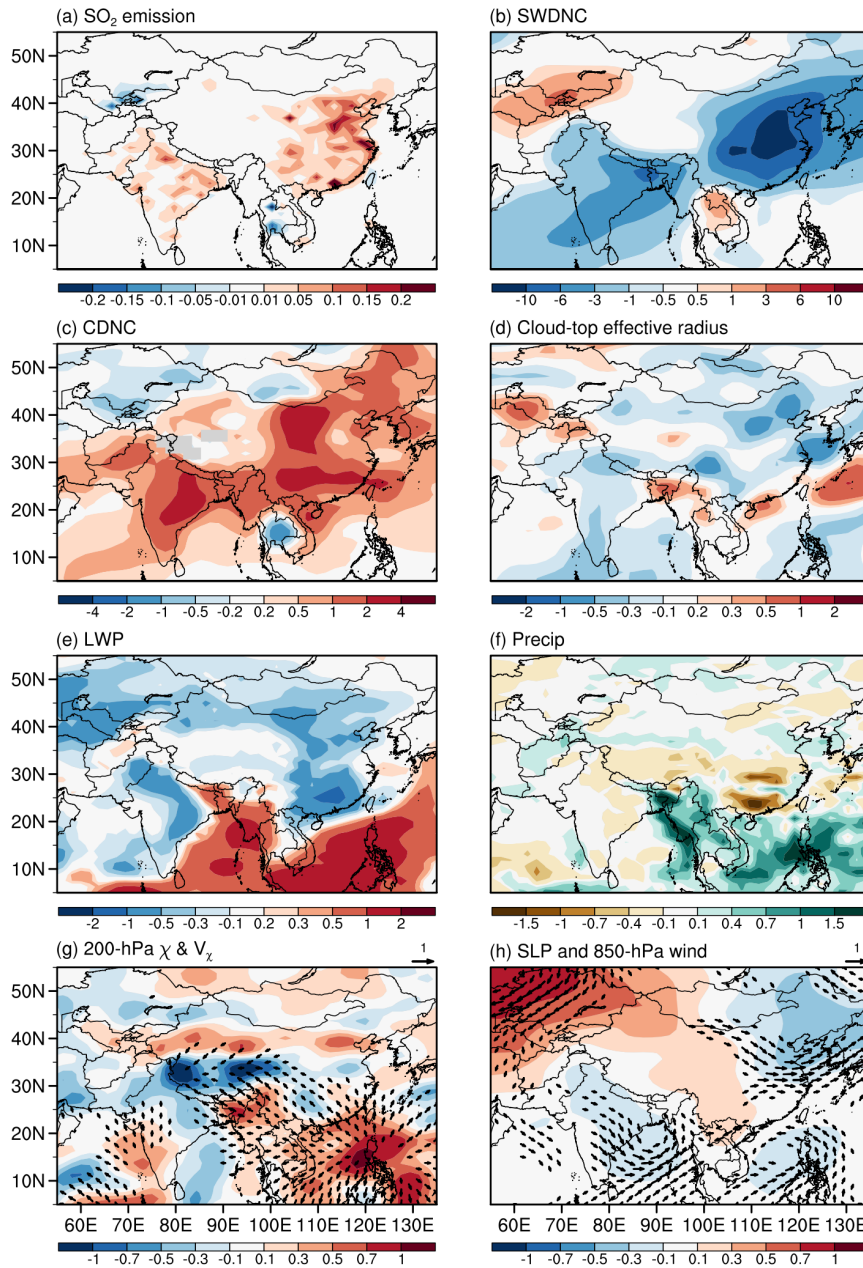 (a) SO₂ emission
(b) SWDNC
50N
40N
30N
20N
10N
-0.2 -0.15 -0.1 -0.05 -0.01 0.01 0.05 0.1 0.15 0.2
-10 -6 -3 -1 -0.5 0.5 1 3 6 10
(c) CDNC
(d) Cloud-top effective radius
50N
40N
30N
20N
10N
-4 -2 -1 -0.5 -0.2 0.2 0.5 1 2 4
-2 -1 -0.5 -0.3 -0.2 0.2 0.3 0.5 1 2
(e) LWP
(f) Precip
50N
40N
30N
20N
10N
-2 -1 -0.5 -0.3 -0.1 0.2 0.3 0.5 1 2
-1.5 -1 -0.7 -0.4 -0.1 0.1 0.4 0.7 1 1.5
(g) 200-hPa χ & Vχ
1
(h) SLP and 850-hPa wind
1
50N
40N
30N
20N
10N
60E 70E 80E 90E 100E 110E 120E 130E
60E 70E 80E 90E 100E 110E 120E 130E
-1 -0.7 -0.5 -0.3 -0.1 0.1 0.3 0.5 0.7 1
-1 -0.7 -0.5 -0.3 -0.1 0.1 0.3 0.5 0.7 1